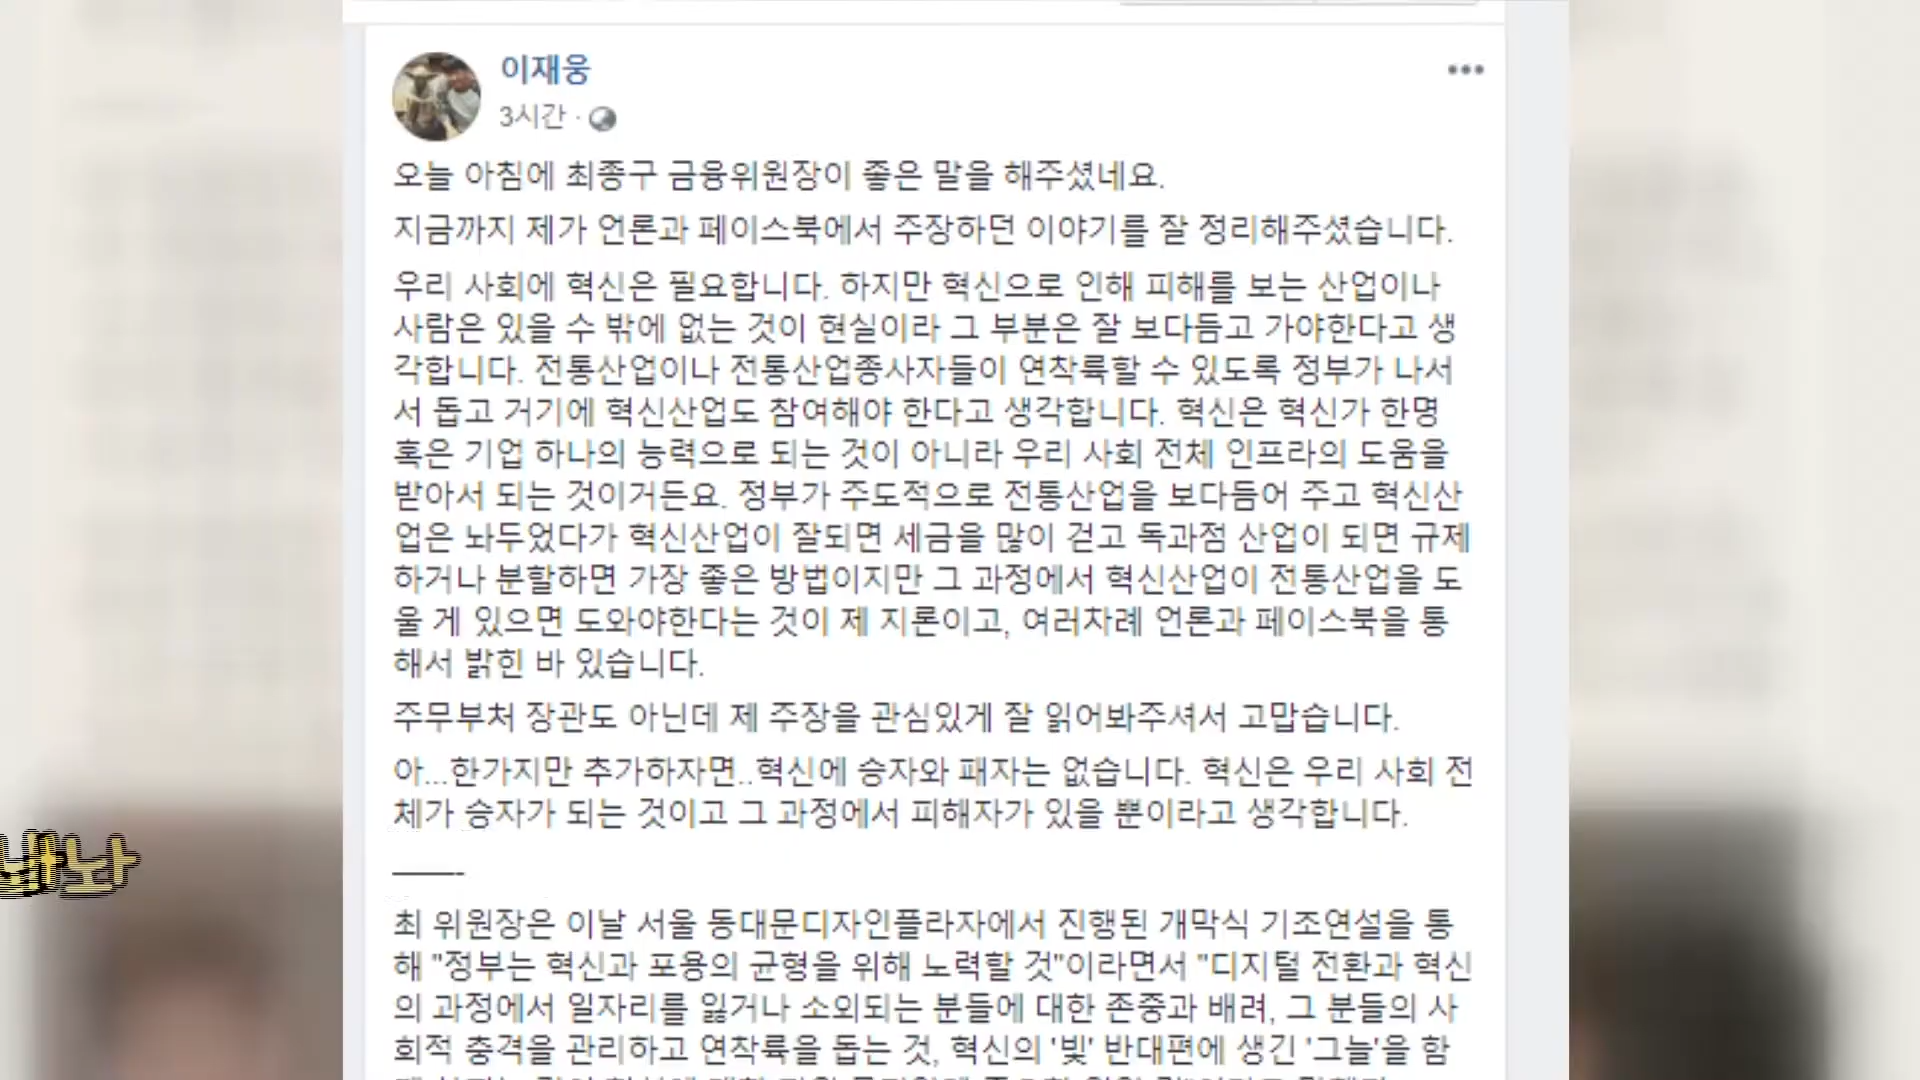 이재웅
3시간 ·
오늘 아침에 최종구 금융위원장이 좋은 말을 해주셨네요.
지금까지 제가 언론과 페이스북에서 주장하던 이야기를 잘 정리해주셨습니다.
우리 사회에 혁신은 필요합니다. 하지만 혁신으로 인해 피해를 보는 산업이나
사람은 있을 수 밖에 없는 것이 현실이라 그 부분은 잘 보다듬고 가야한다고 생
각합니다. 전통산업이나 전통산업종사자들이 연착륙할 수 있도록 정부가 나서
서 돕고 거기에 혁신산업도 참여해야 한다고 생각합니다. 혁신은 혁신가 한명
혹은 기업 하나의 능력으로 되는 것이 아니라 우리 사회 전체 인프라의 도움을
받아서 되는 것이거든요. 정부가 주도적으로 전통산업을 보다듬어 주고 혁신산
업은 놔두었다가 혁신산업이 잘되면 세금을 많이 걷고 독과점 산업이 되면 규제
하거나 분할하면 가장 좋은 방법이지만 그 과정에서 혁신산업이 전통산업을 도
울 게 있으면 도와야한다는 것이 제 지론이고, 여러차례 언론과 페이스북을 통
해서 밝힌 바 있습니다.
주무부처 장관도 아닌데 제 주장을 관심있게 잘 읽어봐주셔서 고맙습니다.
아...한가지만 추가하자면..혁신에 승자와 패자는 없습니다. 혁신은 우리 사회 전
체가 승자가 되는 것이고 그 과정에서 피해자가 있을 뿐이라고 생각합니다.
——-
최 위원장은 이날 서울 동대문디자인플라자에서 진행된 개막식 기조연설을 통
해 "정부는 혁신과 포용의 균형을 위해 노력할 것"이라면서 "디지털 전환과 혁신
의 과정에서 일자리를 잃거나 소외되는 분들에 대한 존중과 배려, 그 분들의 사
회적 충격을 관리하고 연착륙을 돕는 것, 혁신의 '빛' 반대편에 생긴 '그늘'을 함